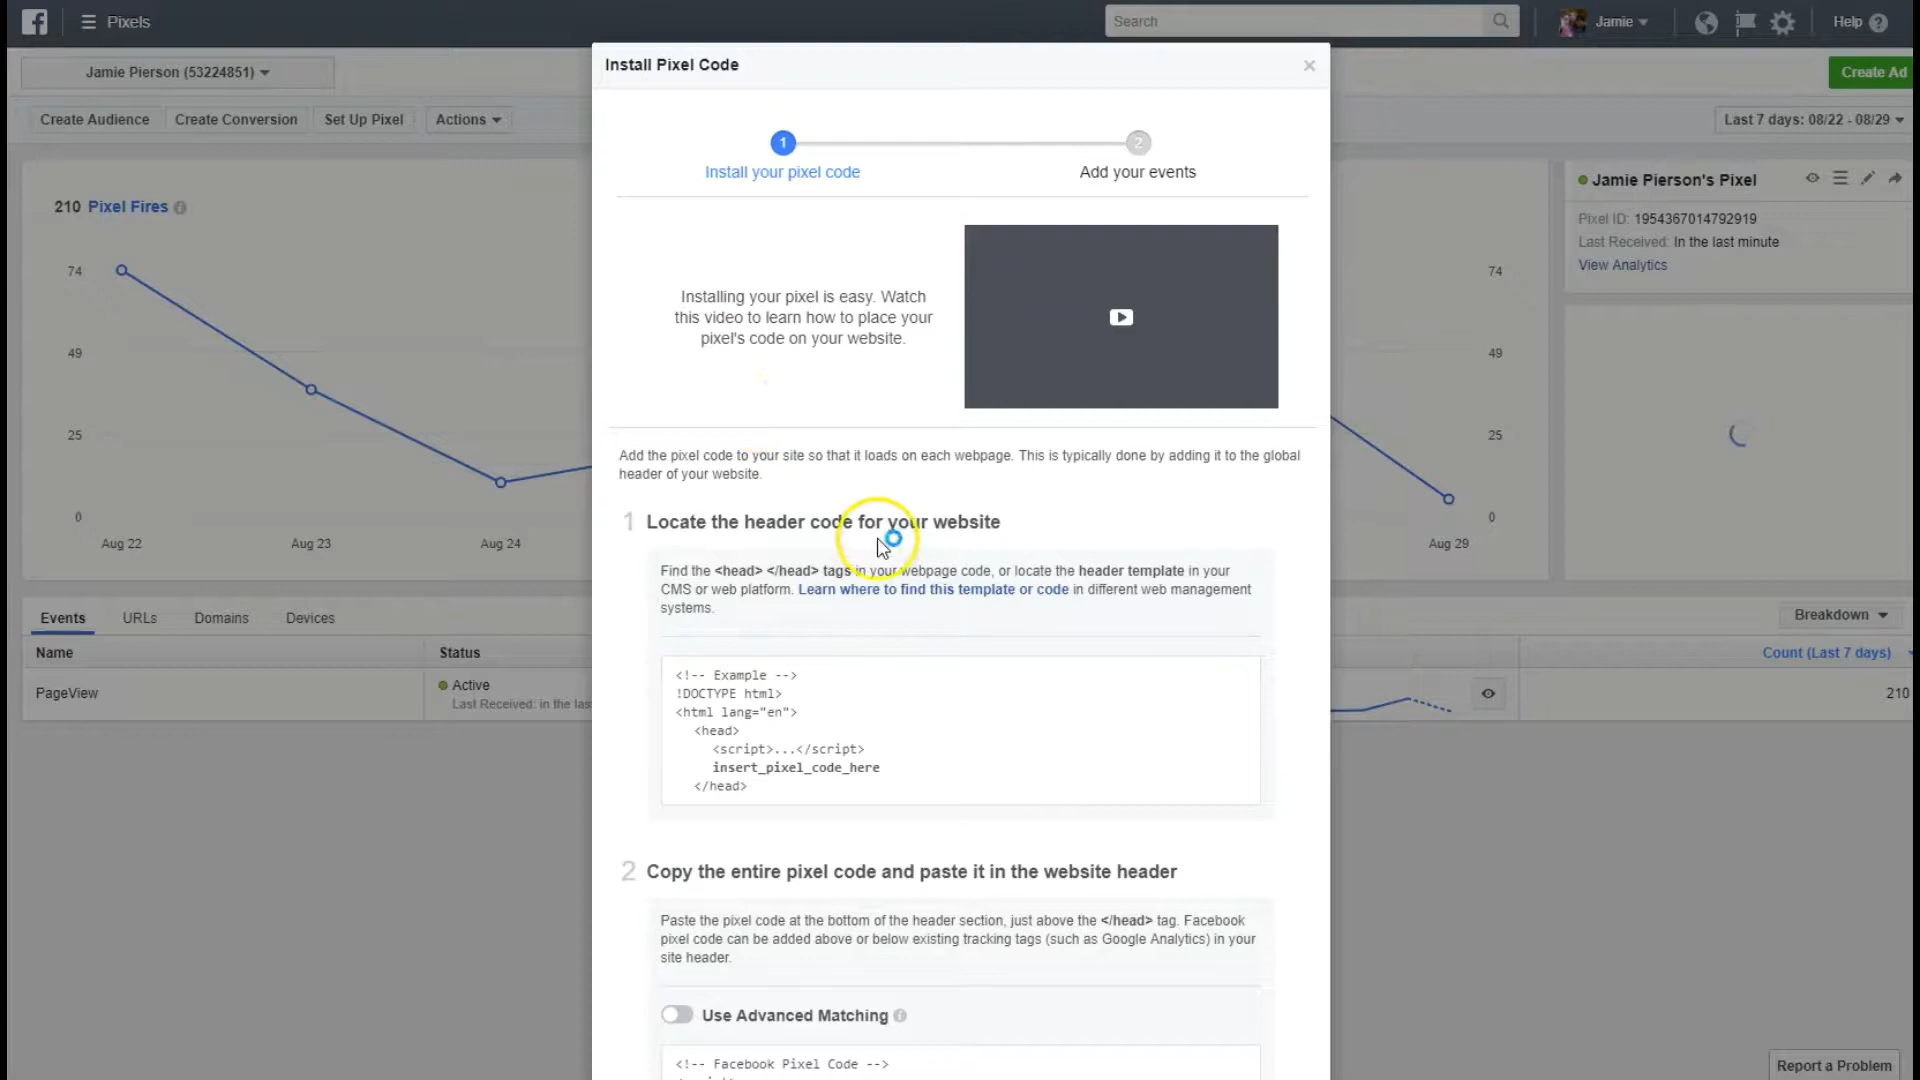 Pixels
Search
Jamie
Help
Jamie Pierson (53224851)
Create Ad
Create Audience
Create Conversion
Set Up Pixel
Actions
Last 7 days: 08/22 - 08/29
Install Pixel Code
1
2
Install your pixel code
Add your events
Installing your pixel is easy. Watch
this video to learn how to place your
pixel's code on your website.
210 Pixel Fires
74
49
25
0
Aug 22
Aug 23
Aug 24
74
49
25
0
Aug 29
Jamie Pierson's Pixel
Pixel ID: 1954367014792919
Last Received: In the last minute
View Analytics
Add the pixel code to your site so that it loads on each webpage. This is typically done by adding it to the global
header of your website.
1 Locate the header code for your website
Find the <head> </head> tags in your webpage code, or locate the header template in your
CMS or web platform. Learn where to find this template or code in different web management
systems.
<!-- Example -->
!DOCTYPE html>
<html lang="en">
<head>
<script>...</script>
insert_pixel_code_here
</head>
2 Copy the entire pixel code and paste it in the website header
Paste the pixel code at the bottom of the header section, just above the </head> tag. Facebook
pixel code can be added above or below existing tracking tags (such as Google Analytics) in your
site header.
Use Advanced Matching
<!-- Facebook Pixel Code -->
Events
URLs
Domains
Devices
Breakdown
Name
Status
Count (Last 7 days)
PageView
Active
Last Received: in the las
210
Report a Problem